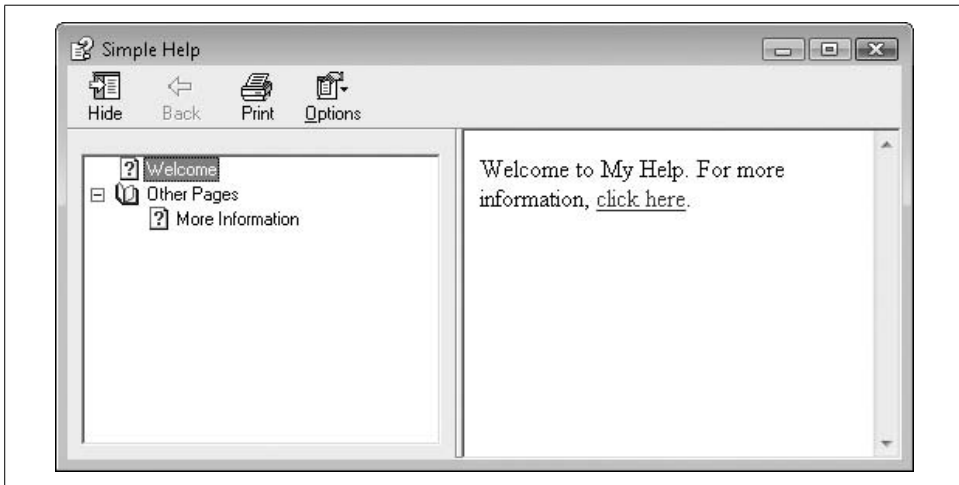 Simple Help
Hide Back Print Options
Welcome
Other Pages
More Information
Welcome to My Help. For more
information, click here.